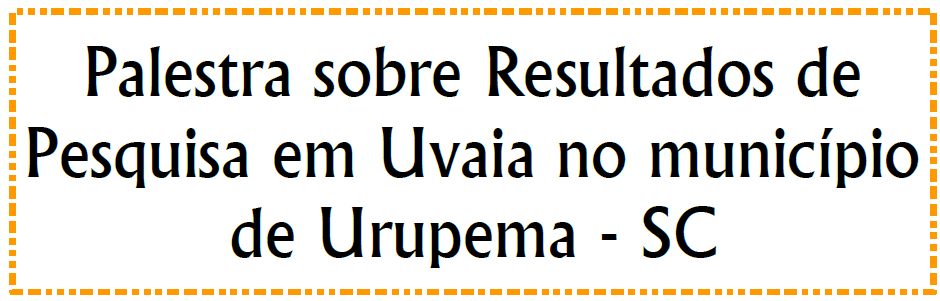 Palestra sobre Resultados de
Pesquisa em Uvaia no município
de Urupema - SC